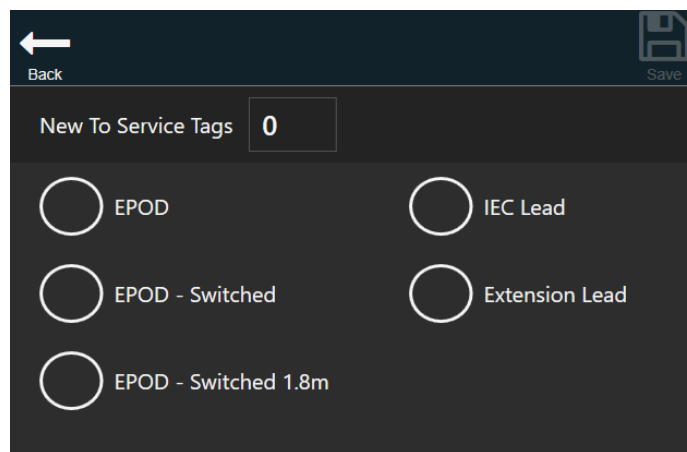 Back
Save
New To Service Tags 0
EPOD
IEC Lead
EPOD - Switched
Extension Lead
EPOD - Switched 1.8m